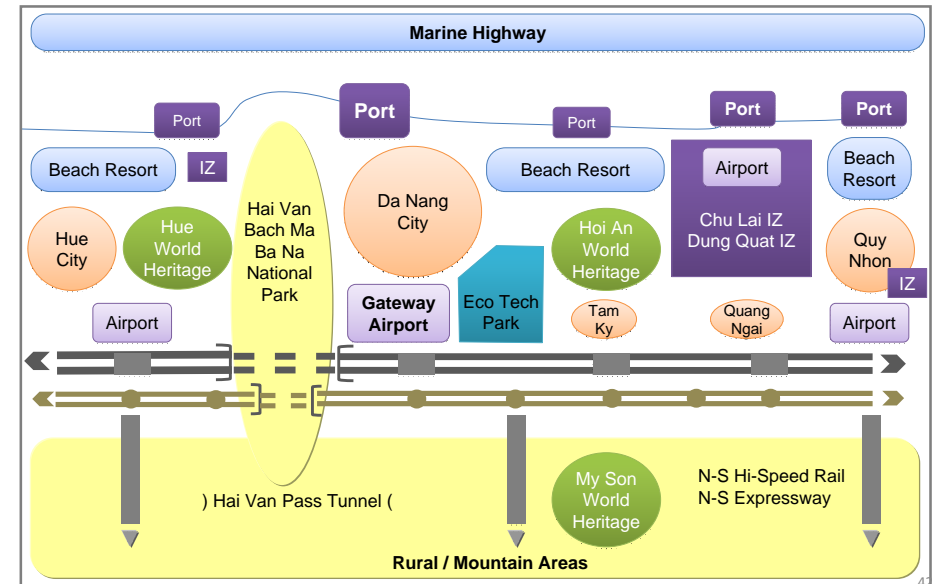 Marine Highway
Port
Port
Port
Port
Port
Beach Resort
IZ
Beach Resort
Airport
Beach
Resort
Hue
City
Hue
World
Heritage
Hai Van
Bach Ma
Ba Na
National
Park
Da Nang
City
Hoi An
World
Heritage
Chu Lai IZ
Dung Quat IZ
Quy
Nhon
IZ
Airport
Gateway
Airport
Eco Tech
Park
Tam
Ky
Quang
Ngai
Airport
) Hai Van Pass Tunnel (
My Son
World
Heritage
N-S Hi-Speed Rail
N-S Expressway
Rural / Mountain Areas